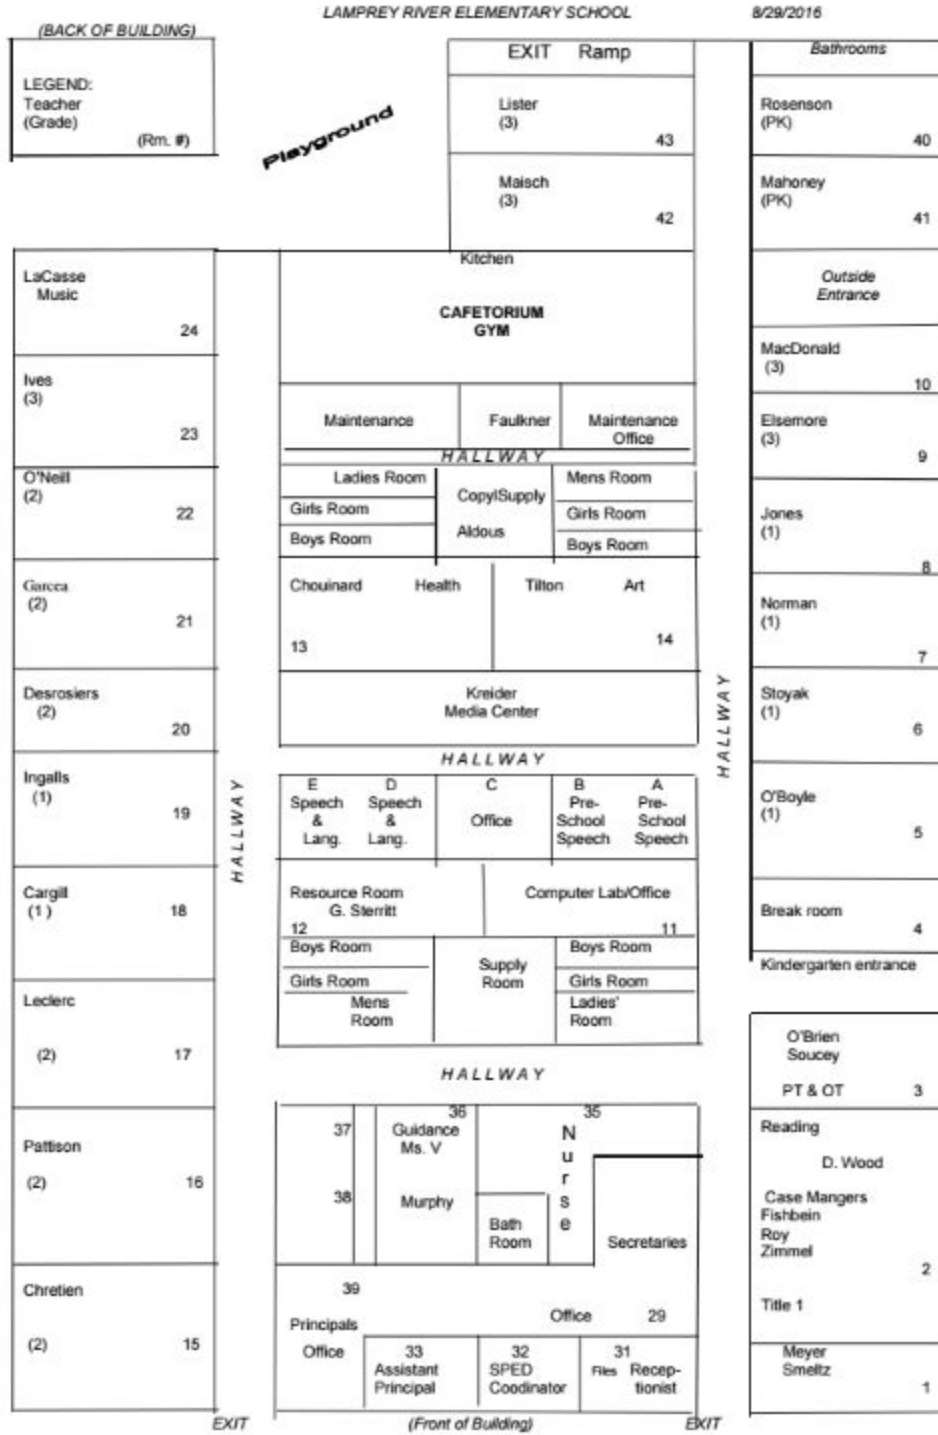 LAMPREY RIVER ELEMENTARY SCHOOL
8/29/2016
(BACK OF BUILDING)
LEGEND:
Teacher
(Grade)
(Rm. #)
Playground
EXIT Ramp
Lister
(3)
43
Maisch
(3)
42
Bathrooms
Rosenson
(PK)
40
Mahoney
(PK)
41
Outside
Entrance
MacDonald
(3)
10
Elsemore
(3)
9
Jones
(1)
8
Norman
(1)
7
Stoyak
(1)
6
O'Boyle
(1)
5
Break room
4
Kindergarten entrance
O'Brien
Soucey
PT & OT 3
Reading
D. Wood
Case Mangers
Fishbein
Roy
Zimmel
2
Title 1
Meyer
Smeltz
1
LaCasse
Music
24
Ives
(3)
23
O'Neill
(2)
22
Garcea
(2)
21
Desrosiers
(2)
20
Ingalls
(1)
19
Cargill
(1 ) 18
Leclerc
(2) 17
Pattison
(2) 16
Chretien
(2) 15
HALLWAY
HALLWAY
Kitchen
CAFETORIUM
GYM
Maintenance
Faulkner
Maintenance
Office
HALLWAY
Ladies Room
Girls Room
Boys Room
Copy/Supply
Aldous
Mens Room
Girls Room
Boys Room
Chouinard Health
13
Tilton Art
14
Kreider
Media Center
HALLWAY
E
Speech
&
Lang.
D
Speech
&
Lang.
C
Office
B
Pre-
School
Speech
A
Pre-
School
Speech
Resource Room
G. Sterritt
12
Computer Lab/Office
11
Boys Room
Girls Room
Mens
Room
Supply
Room
Boys Room
Girls Room
Ladies'
Room
HALLWAY
37
38
36
Guidance
Ms. V
Murphy
35
Nurse
Bath
Room
Secretaries
39
Principals
Office
Office 29
33
Assistant
Principal
32
SPED
Coodinator
31
Files Recep-
tionist
EXIT
(Front of Building)
EXIT